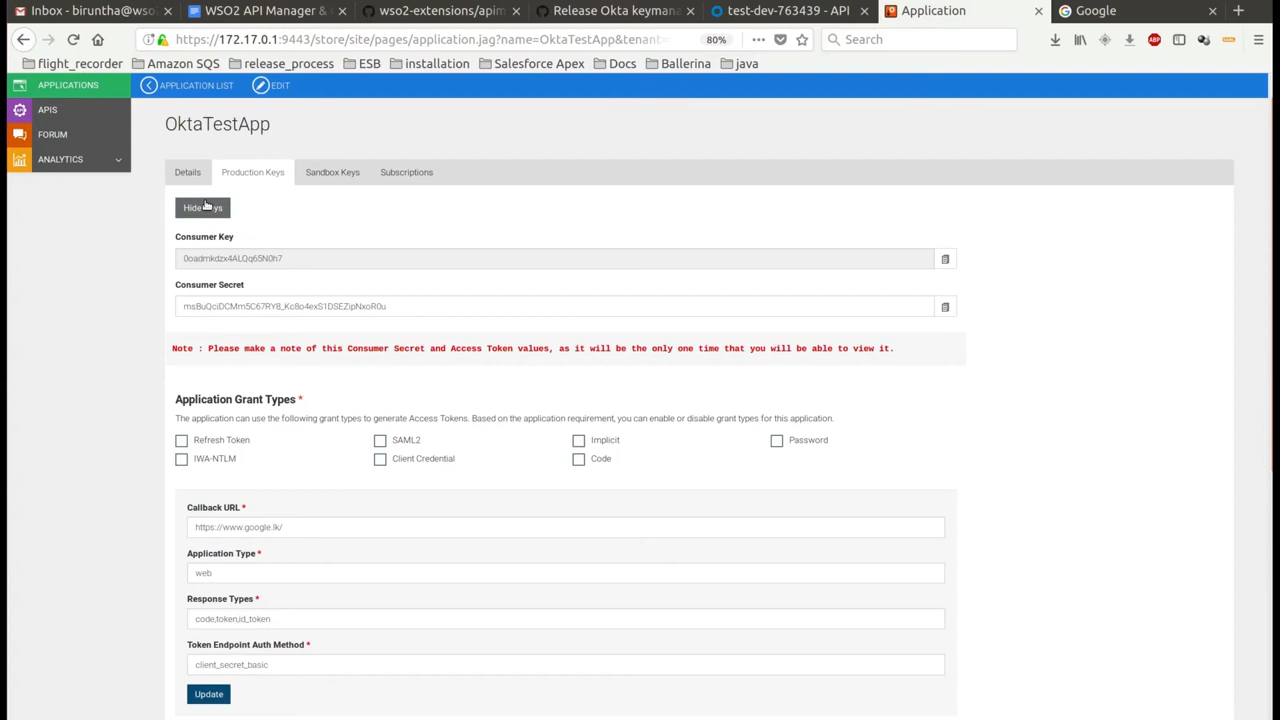 Inbox - biruntha@wso
WSO2 API Manager &
wso2-extensions/apim
Release Okta keymana
test-dev-763439 - API
Application
Google
https://172.17.0.1:9443/store/site/pages/application.jag?name=OktaTestApp&tenant=
80%
Search
flight_recorder
Amazon SQS
release_process
ESB
installation
Salesforce Apex
Docs
Ballerina
java
APPLICATIONS
APPLICATION LIST
EDIT
APIS
FORUM
ANALYTICS
OktaTestApp
Details
Production Keys
Sandbox Keys
Subscriptions
Hide
Consumer Key
0oadmkdzx4ALQq65N0h7
Consumer Secret
msBuQciDCMm5C67RY8_Kc8o4exS1DSEZipNxoR0u
Note : Please make a note of this Consumer Secret and Access Token values, as it will be the only one time that you will be able to view it.
Application Grant Types *
The application can use the following grant types to generate Access Tokens. Based on the application requirement, you can enable or disable grant types for this application.
Refresh Token
SAML2
Implicit
Password
IWA-NTLM
Client Credential
Code
Callback URL *
https://www.google.lk/
Application Type *
web
Response Types *
code,token,id_token
Token Endpoint Auth Method *
client_secret_basic
Update